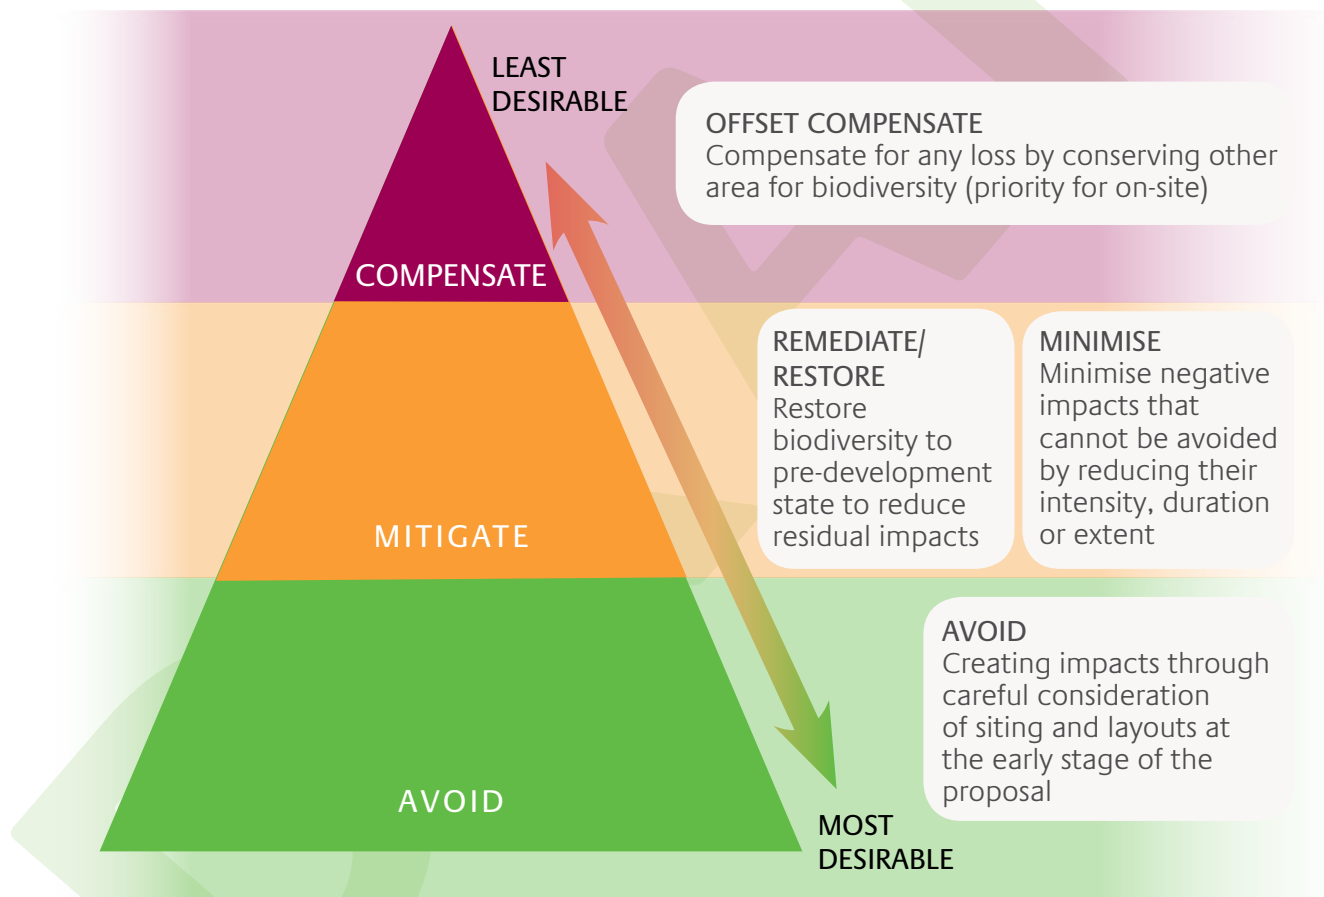 LEAST
DESIRABLE
OFFSET COMPENSATE
Compensate for any loss by conserving other
area for biodiversity (priority for on-site)
COMPENSATE
REMEDIATE/
RESTORE
Restore
biodiversity to
pre-development
state to reduce
residual impacts
MINIMISE
Minimise negative
impacts that
cannot be avoided
by reducing their
intensity, duration
or extent
MITIGATE
AVOID
Creating impacts through
careful consideration
of siting and layouts at
the early stage of the
proposal
AVOID
MOST
DESIRABLE